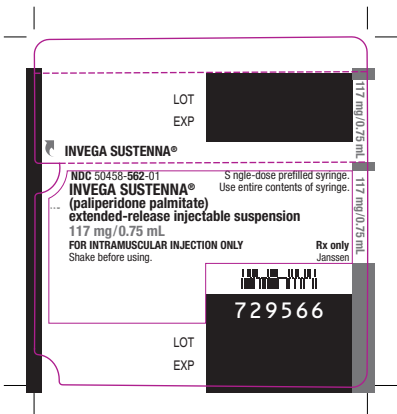 LOT
EXP
117 mg/0.75 mL
INVEGA SUSTENNA®
NDC 50458-562-01
S ngle-dose prefilled syringe.
INVEGA SUSTENNA®
Use entire contents of syringe.
(paliperidone palmitate)
extended-release injectable suspension
117 mg/0.75 mL
117 mg/0.75 mL
FOR INTRAMUSCULAR INJECTION ONLY
Rx only
Shake before using.
Janssen
729566
LOT
EXP